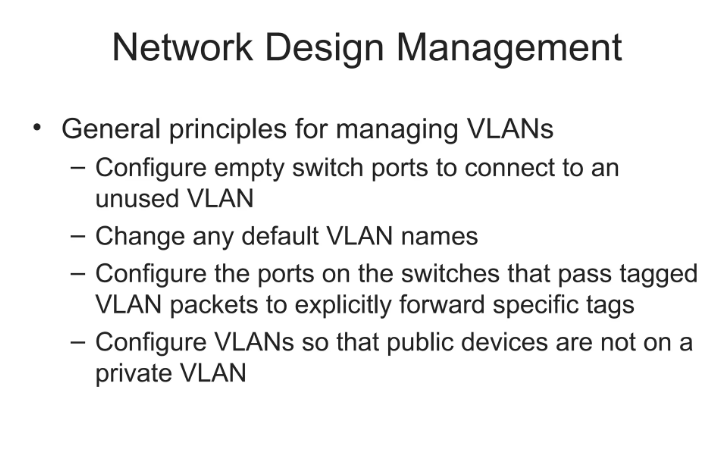 Network Design Management
• General principles for managing VLANs
– Configure empty switch ports to connect to an
unused VLAN
– Change any default VLAN names
– Configure the ports on the switches that pass tagged
VLAN packets to explicitly forward specific tags
– Configure VLANs so that public devices are not on a
private VLAN